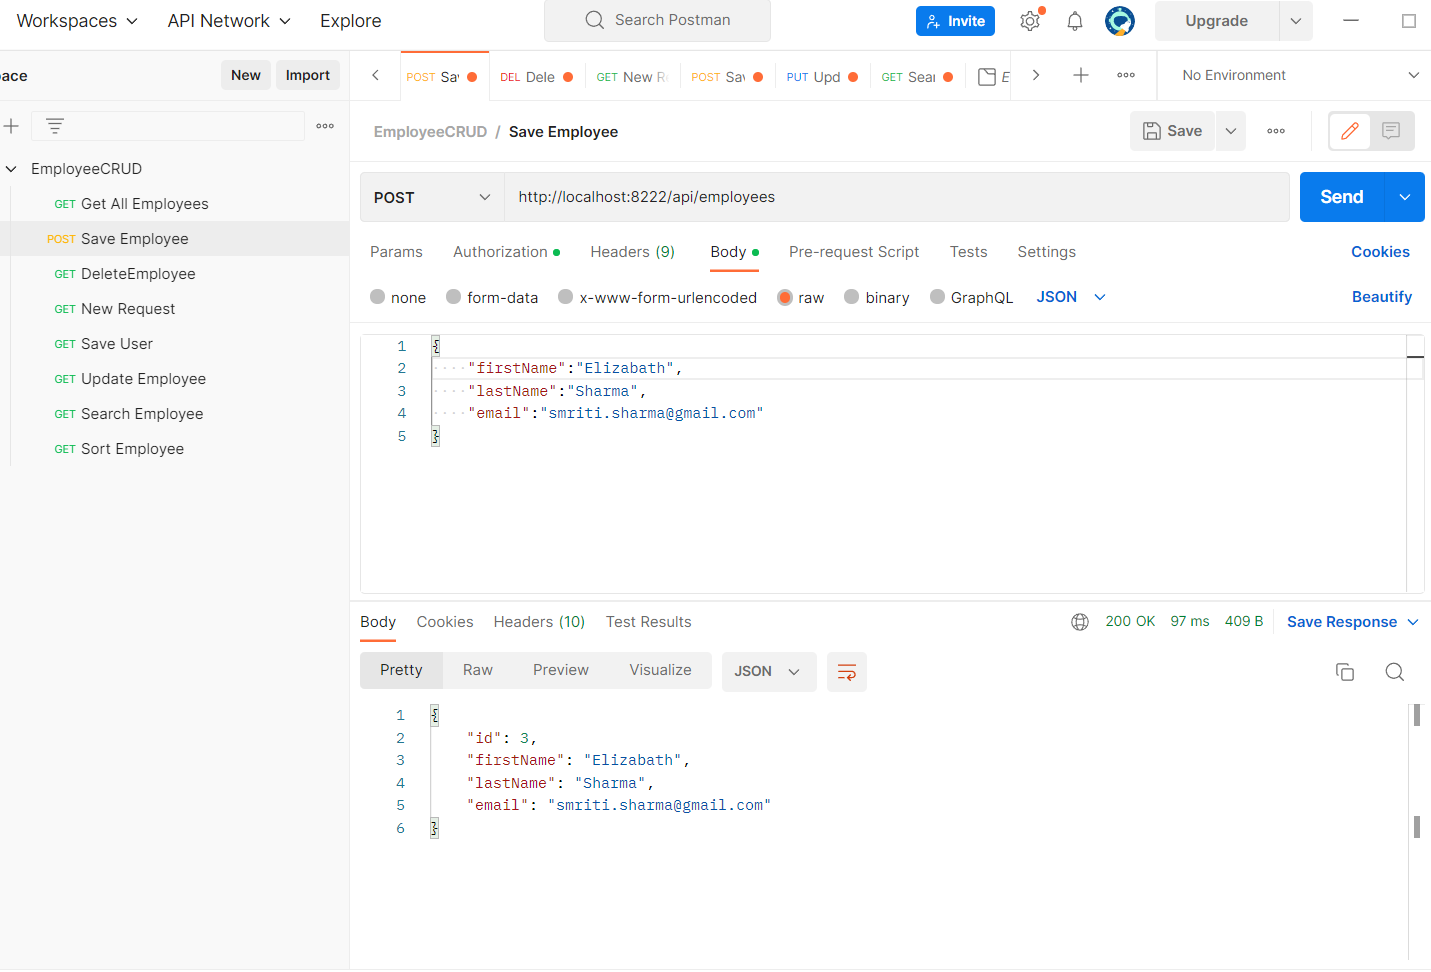 Workspaces API Network Explore Search Postman Invite Upgrade
ace New Import
POST Sav DEL Dele GET New R POST Sav PUT Upd GET Sear E No Environment
EmployeeCRUD / Save Employee Save
EmployeeCRUD
GET Get All Employees
POST Save Employee
GET DeleteEmployee
GET New Request
GET Save User
GET Update Employee
GET Search Employee
GET Sort Employee
POST http://localhost:8222/api/employees Send
Params Authorization Headers (9) Body Pre-request Script Tests Settings Cookies
none form-data x-www-form-urlencoded raw binary GraphQL JSON Beautify
1 {
2 "firstName":"Elizabath",
3 "lastName":"Sharma",
4 "email":"smriti.sharma@gmail.com"
5 }
Body Cookies Headers (10) Test Results 200 OK 97 ms 409 B Save Response
Pretty Raw Preview Visualize JSON
1 {
2 "id": 3,
3 "firstName": "Elizabath",
4 "lastName": "Sharma",
5 "email": "smriti.sharma@gmail.com"
6 }